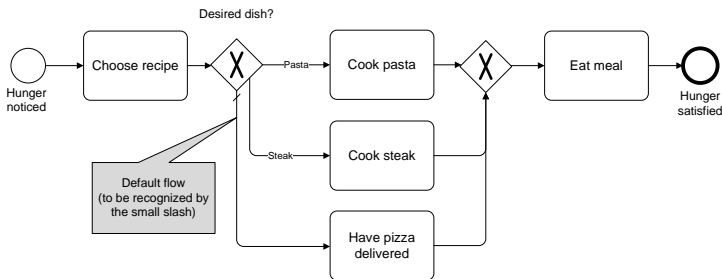 Desired dish?
Hunger
noticed
Choose recipe
Pasta
Cook pasta
Eat meal
Hunger
satisfied
Steak
Cook steak
Default flow
(to be recognized by
the small slash)
Have pizza
delivered